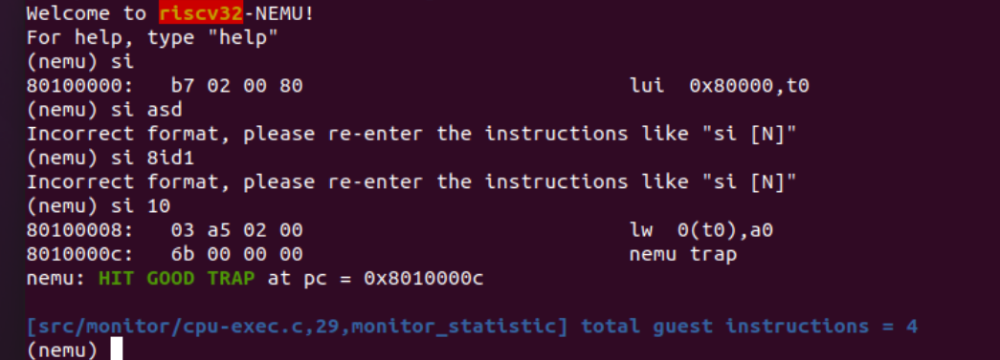 Welcome to riscv32-NEMU!
For help, type "help"
(nemu) si
80100000:   b7 02 00 80                                  lui  0x80000,t0
(nemu) si asd
Incorrect format, please re-enter the instructions like "si [N]"
(nemu) si 8id1
Incorrect format, please re-enter the instructions like "si [N]"
(nemu) si 10
80100008:   03 a5 02 00                                  lw  0(t0),a0
8010000c:   6b 00 00 00                                  nemu trap
nemu: HIT GOOD TRAP at pc = 0x8010000c
[src/monitor/cpu-exec.c,29,monitor_statistic] total guest instructions = 4
(nemu)